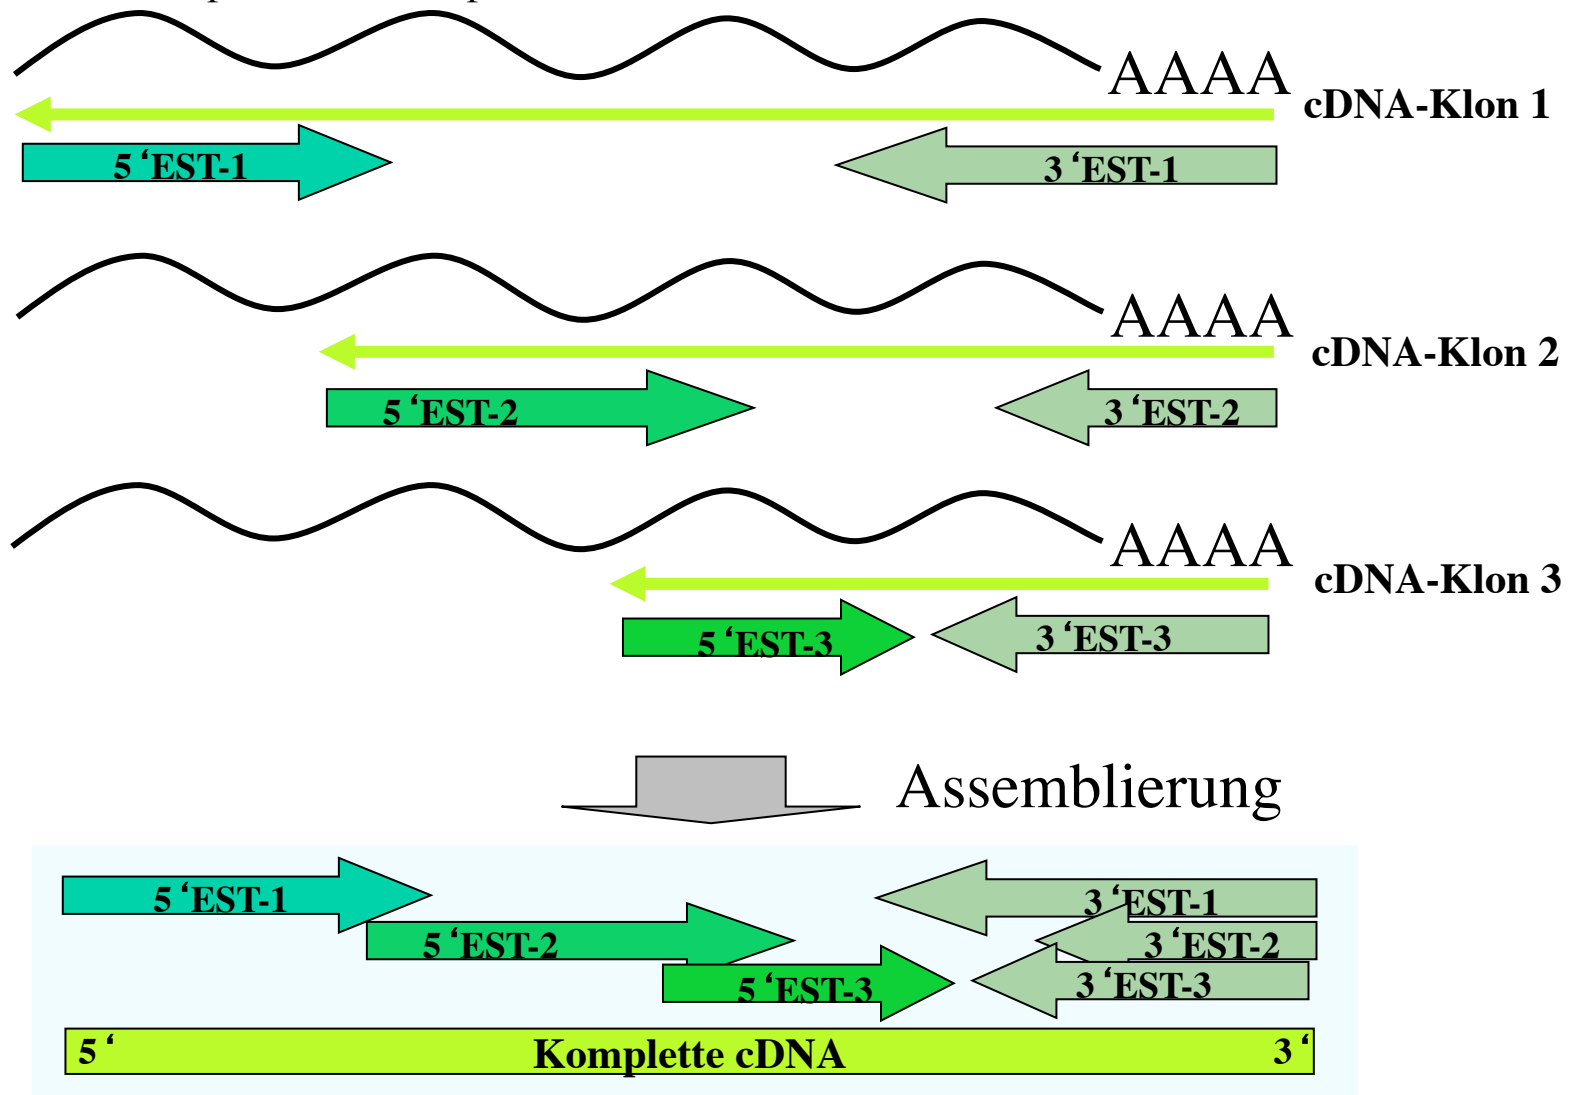 AAAA
cDNA-Klon 1
5 ‘EST-1
3 ‘EST-1
AAAA
cDNA-Klon 2
5 ‘EST-2
3 ‘EST-2
AAAA
cDNA-Klon 3
5 ‘EST-3
3 ‘EST-3
Assemblierung
5 ‘EST-1
3 ‘EST-1
5 ‘EST-2
3 ‘EST-2
5 ‘EST-3
3 ‘EST-3
5 ‘ Komplette cDNA 3 ‘